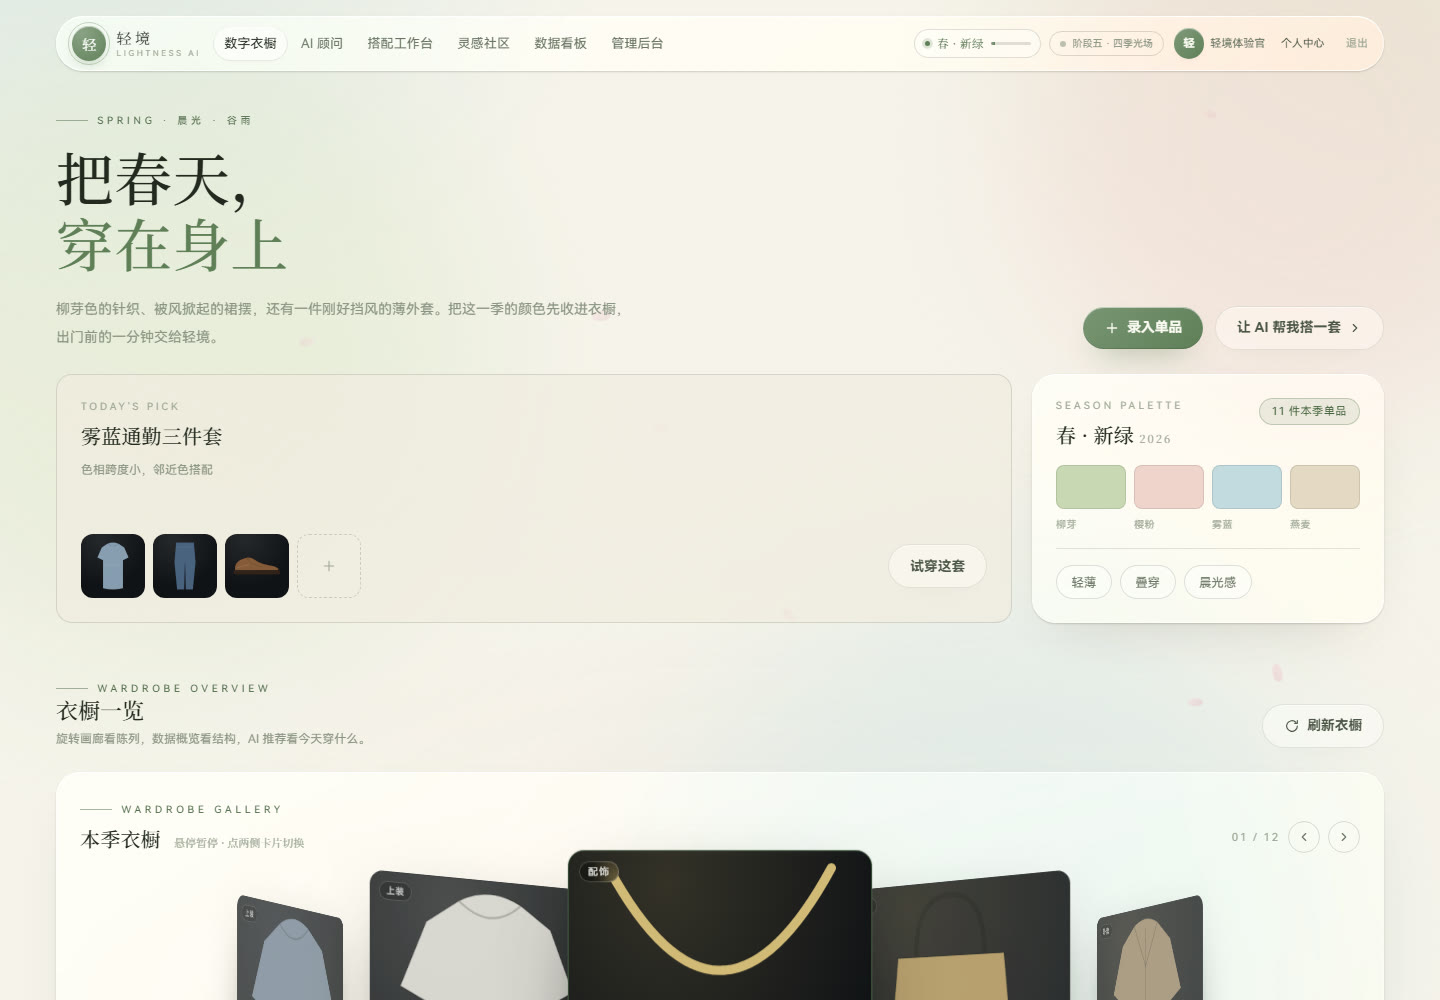 轻
轻境
LIGHTNESS AI
数字衣橱
AI 顾问
搭配工作台
灵感社区
数据看板
管理后台
春 · 新绿
阶段五 · 四季光场
轻
轻境体验官
个人中心
退出
SPRING · 晨光 · 谷雨
把春天，
穿在身上
柳芽色的针织、被风掀起的裙摆，还有一件刚好挡风的薄外套。把这一季的颜色先收进衣橱，
出门前的一分钟交给轻境。
+ 录入单品
让 AI 帮我搭一套
TODAY'S PICK
雾蓝通勤三件套
色相跨度小，邻近色搭配
+
试穿这套
SEASON PALETTE
11 件本季单品
春 · 新绿 2026
柳芽
樱粉
雾蓝
燕麦
轻薄
叠穿
晨光感
WARDROBE OVERVIEW
衣橱一览
旋转画廊看陈列，数据概览看结构，AI 推荐看今天穿什么。
刷新衣橱
WARDROBE GALLERY
本季衣橱
悬停暂停 · 点两侧卡片切换
01 / 12
上装
配饰